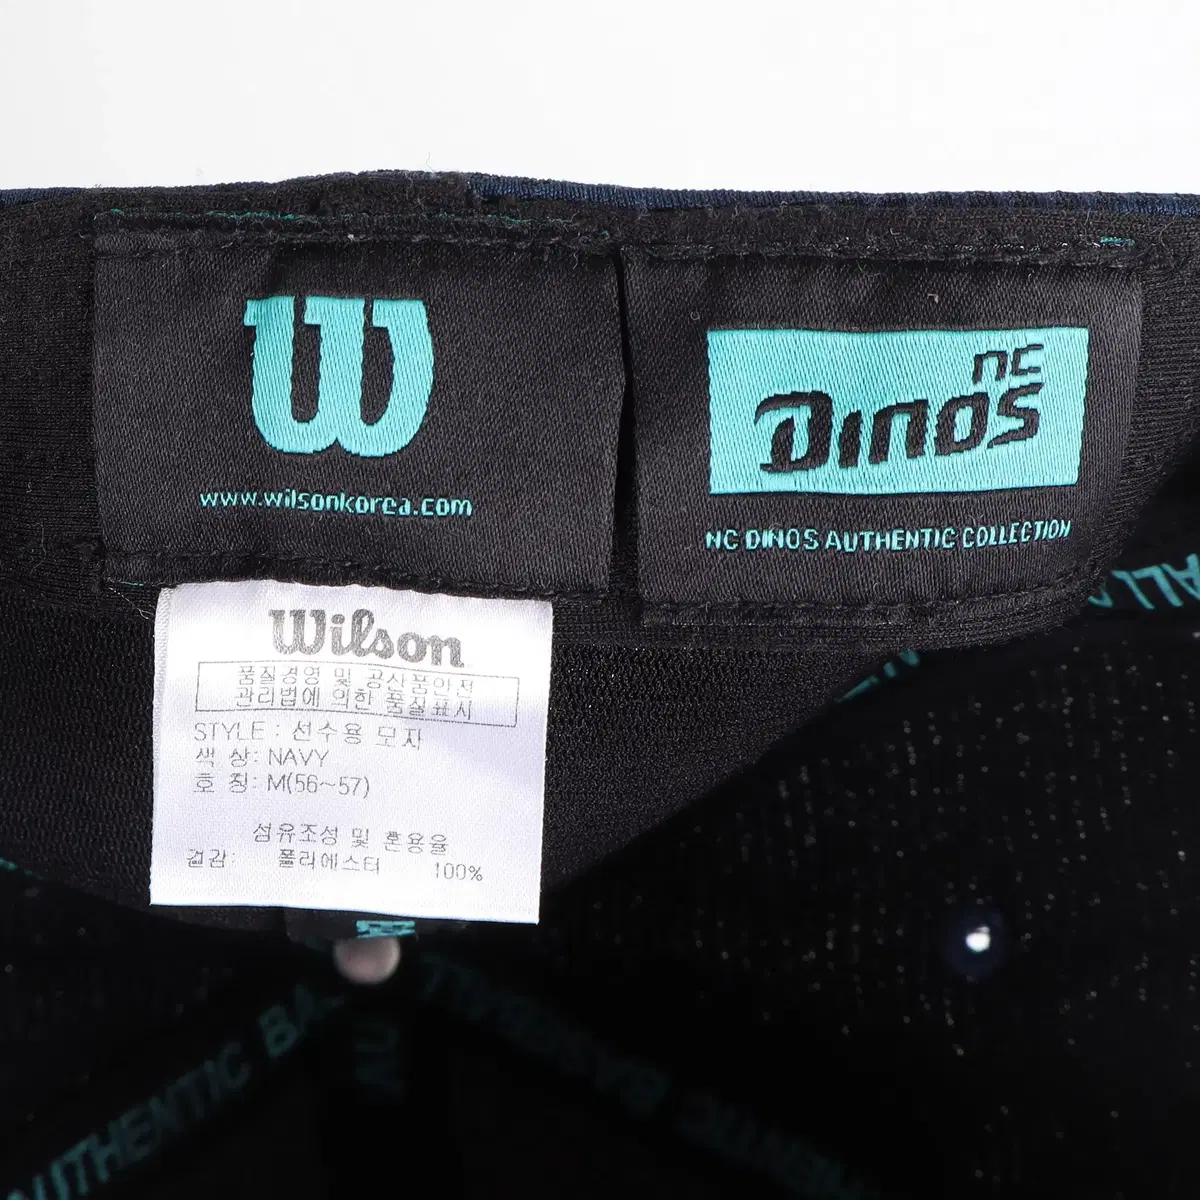 W
www.wilsonkorea.com
nc
DINOS
NC DINOS AUTHENTIC COLLECTION
Wilson
품질경영 및 공산품안전
관리법에 의한 품질표시
STYLE : 선수용 모자
색 상: NAVY
호 칭: M(56~57)
섬유조성 및 혼용율
겉감: 폴리에스터 100%
ALL
AUTHENTIC BA
BASEBALL